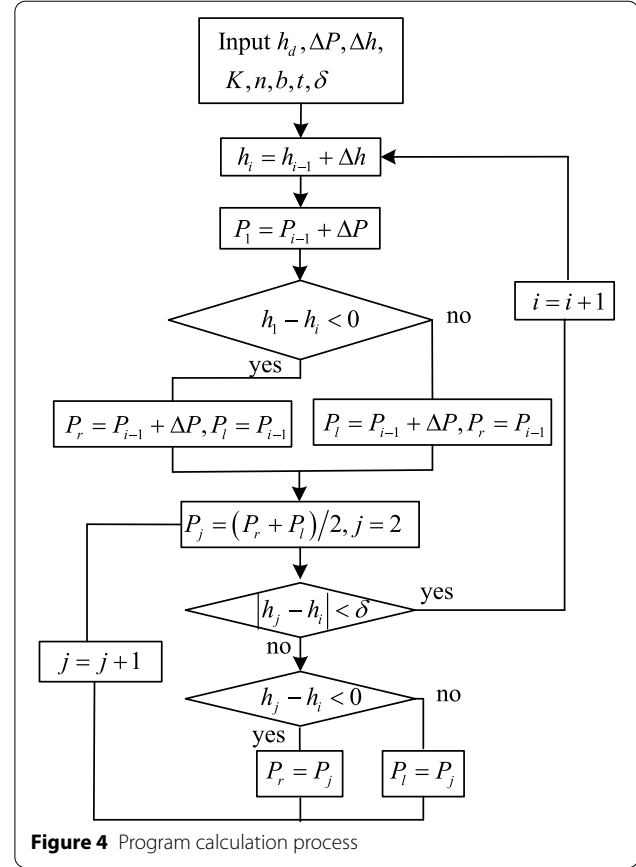 Input h_d, ΔP, Δh,
K, n, b, t, δ
h_i = h_{i−1} + Δh
P_1 = P_{i−1} + ΔP
i = i + 1
h_1 − h_i < 0
no
yes
P_r = P_{i−1} + ΔP, P_l = P_{i−1}
P_l = P_{i−1} + ΔP, P_r = P_{i−1}
P_j = (P_r + P_l)/2, j = 2
yes
|h_j − h_i| < δ
no
j = j + 1
h_j − h_i < 0
no
yes
P_r = P_j
P_l = P_j
Figure 4 Program calculation process